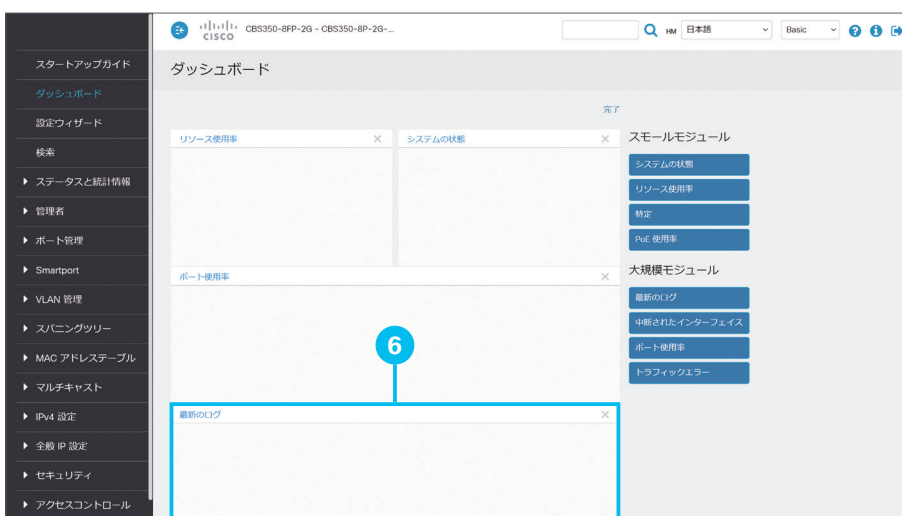 CISCO
CBS350-8FP-2G - CBS350-8P-2G-...
HM
日本語
Basic
スタートアップガイド
ダッシュボード
設定ウィザード
検索
ステータスと統計情報
管理者
ポート管理
Smartport
VLAN 管理
スパニングツリー
MAC アドレステーブル
マルチキャスト
IPv4 設定
全般 IP 設定
セキュリティ
アクセスコントロール
ダッシュボード
完了
リソース使用率
システムの状態
ポート使用率
6
最新のログ
スモールモジュール
システムの状態
リソース使用率
特定
PoE 使用率
大規模モジュール
最新のログ
中断されたインターフェイス
ポート使用率
トラフィックエラー